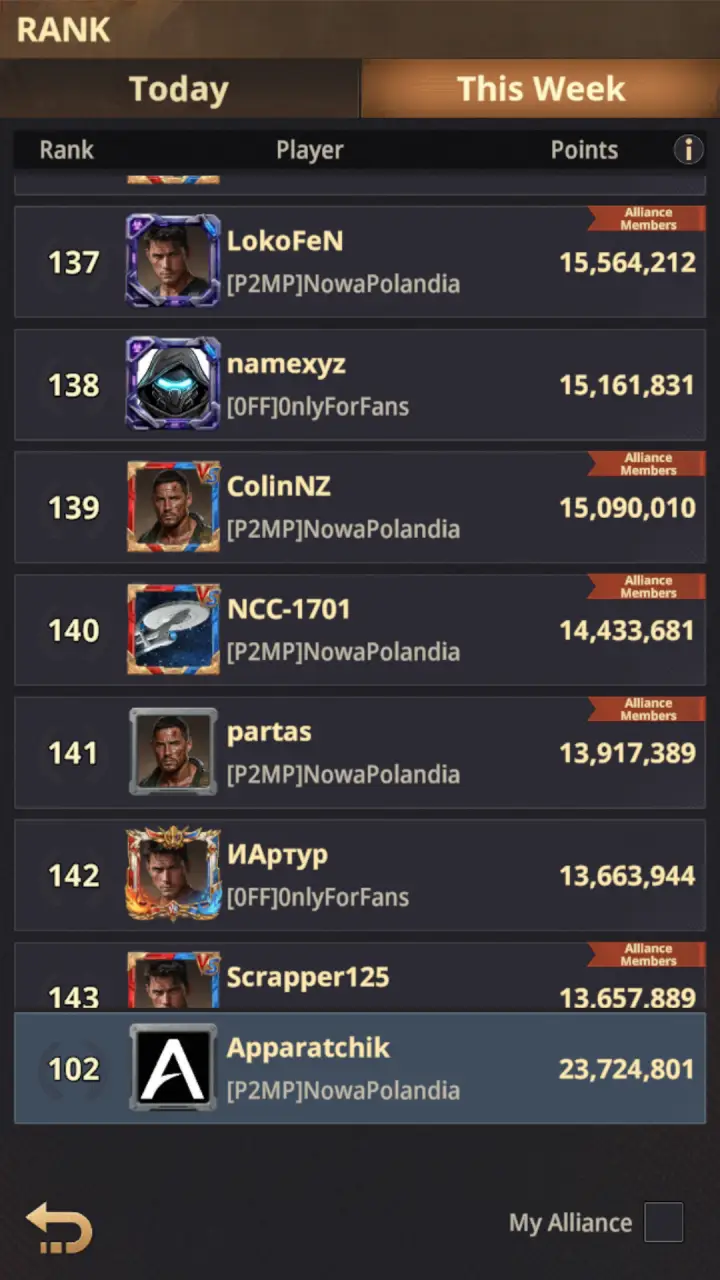 RANK
Today This Week
Rank Player Points
Alliance
Members
137 LokoFeN 15,564,212
[P2MP]NowaPolandia
138 namexyz 15,161,831
[0FF]0nlyForFans
Alliance
Members
139 ColinNZ 15,090,010
[P2MP]NowaPolandia
Alliance
Members
140 NCC-1701 14,433,681
[P2MP]NowaPolandia
Alliance
Members
141 partas 13,917,389
[P2MP]NowaPolandia
142 ИАртур 13,663,944
[0FF]0nlyForFans
Alliance
Members
143 Scrapper125 13,657,889
102 Apparatchik 23,724,801
[P2MP]NowaPolandia
My Alliance